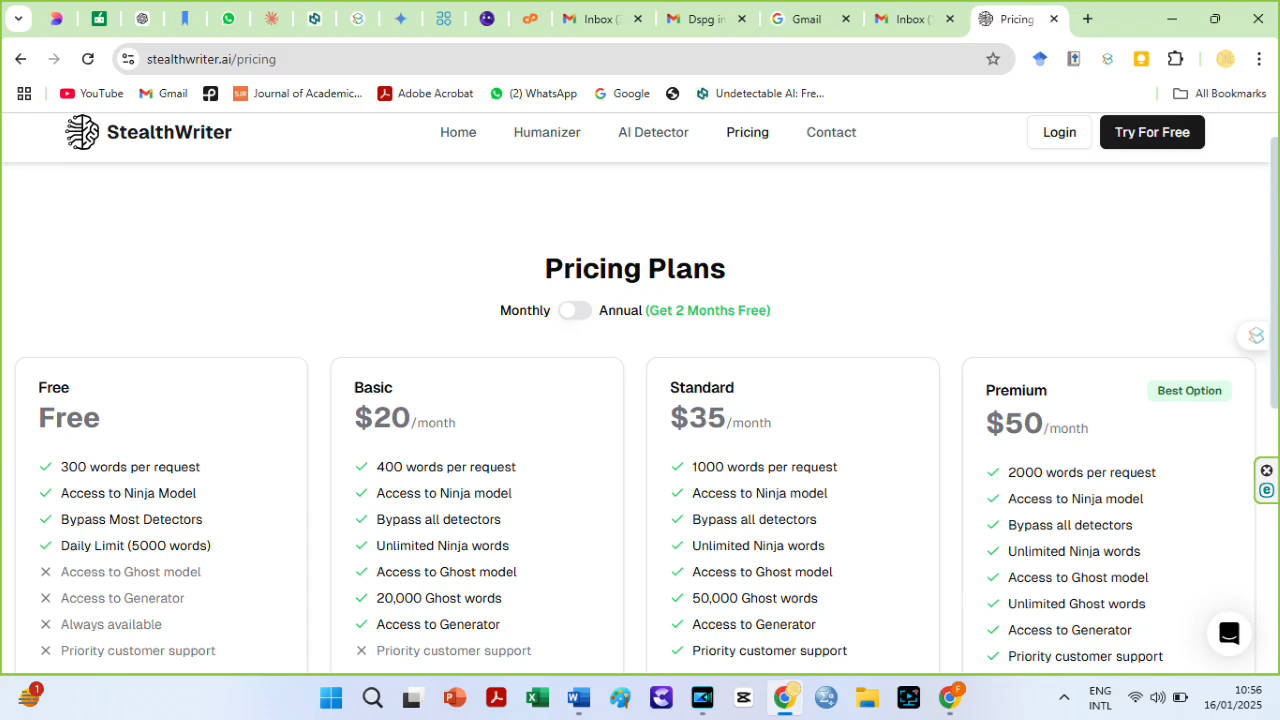 Inbox (
Dspg in
Gmail
Inbox (
Pricing
stealthwriter.ai/pricing
YouTube
Gmail
SJR
Journal of Academic...
Adobe Acrobat
(2) WhatsApp
Google
Undetectable AI: Fre...
All Bookmarks
StealthWriter
Home
Humanizer
AI Detector
Pricing
Contact
Login
Try For Free
Pricing Plans
Monthly
Annual (Get 2 Months Free)
Free
Free
300 words per request
Access to Ninja Model
Bypass Most Detectors
Daily Limit (5000 words)
Access to Ghost model
Access to Generator
Always available
Priority customer support
Basic
$20/month
400 words per request
Access to Ninja model
Bypass all detectors
Unlimited Ninja words
Access to Ghost model
20,000 Ghost words
Access to Generator
Priority customer support
Standard
$35/month
1000 words per request
Access to Ninja model
Bypass all detectors
Unlimited Ninja words
Access to Ghost model
50,000 Ghost words
Access to Generator
Priority customer support
Premium
Best Option
$50/month
2000 words per request
Access to Ninja model
Bypass all detectors
Unlimited Ninja words
Access to Ghost model
Unlimited Ghost words
Access to Generator
Priority customer support
1
F
ENG
INTL
10:56
16/01/2025